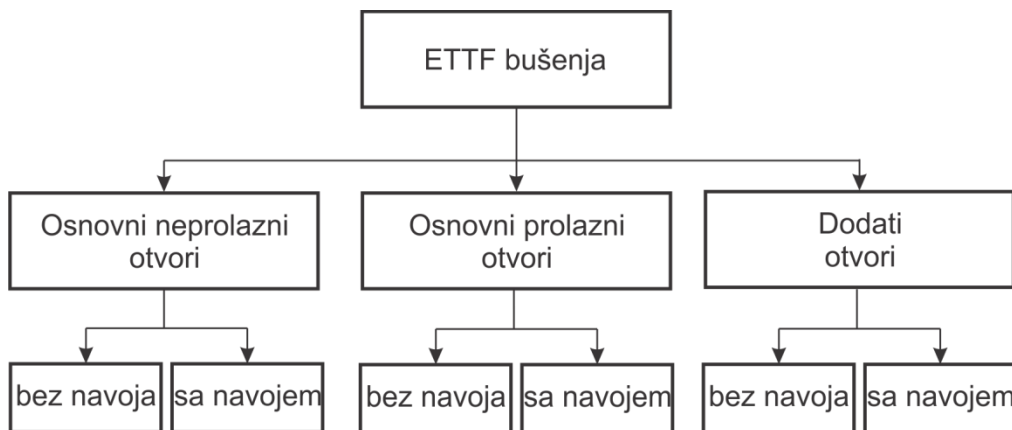 ETTF bušenja
Osnovni neprolazni
otvori
Osnovni prolazni
otvori
Dodati
otvori
bez navoja
sa navojem
bez navoja
sa navojem
bez navoja
sa navojem